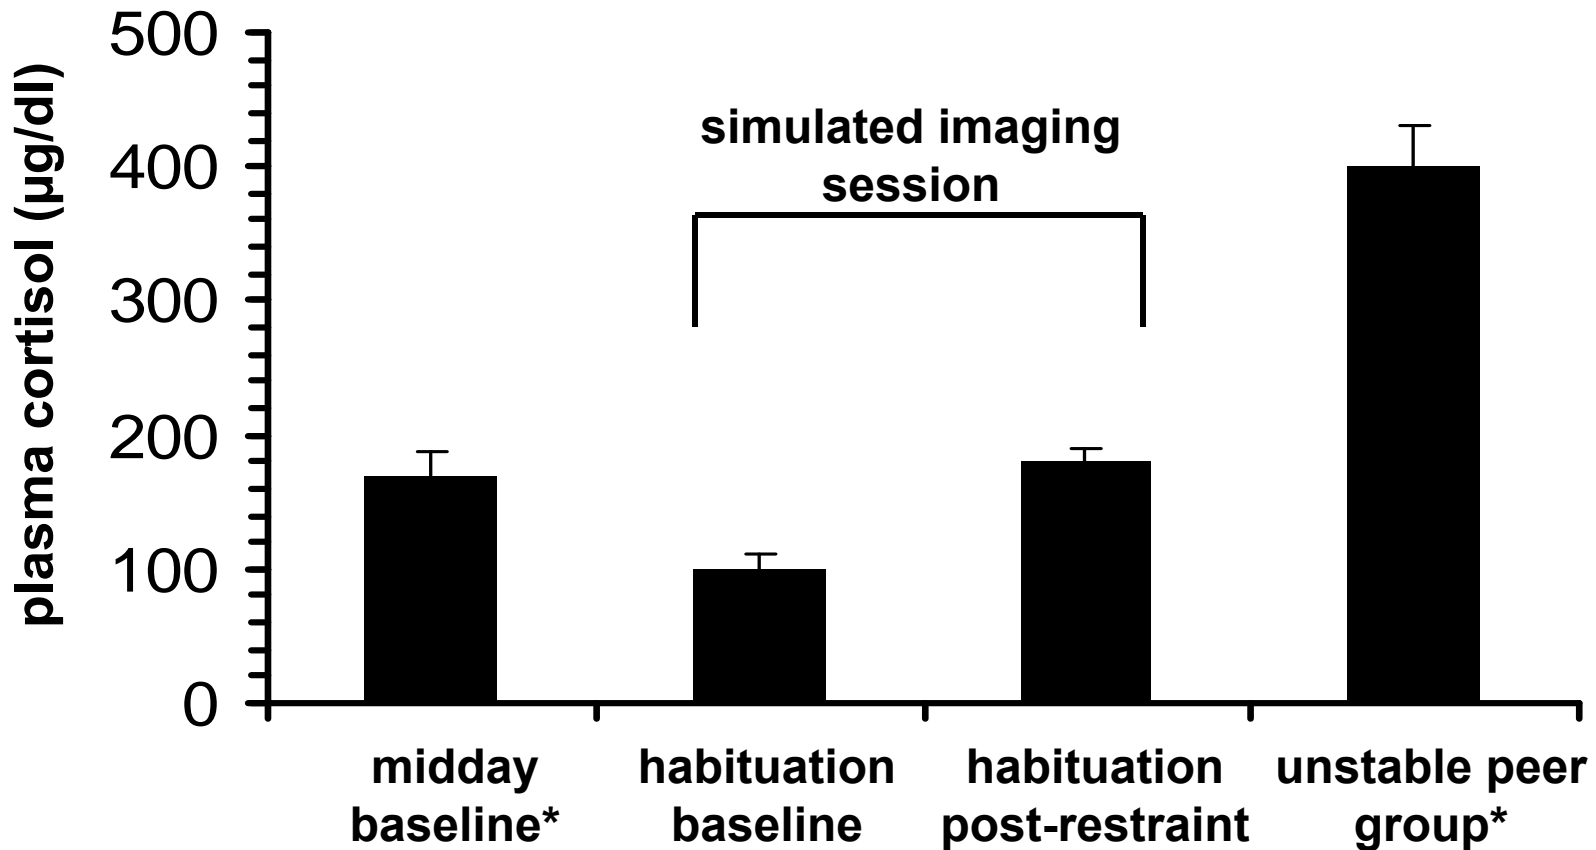 plasma cortisol (µg/dl)
500
400
300
200
100
0
simulated imaging
session
midday
baseline*
habituation
baseline
habituation
post-restraint
unstable peer
group*